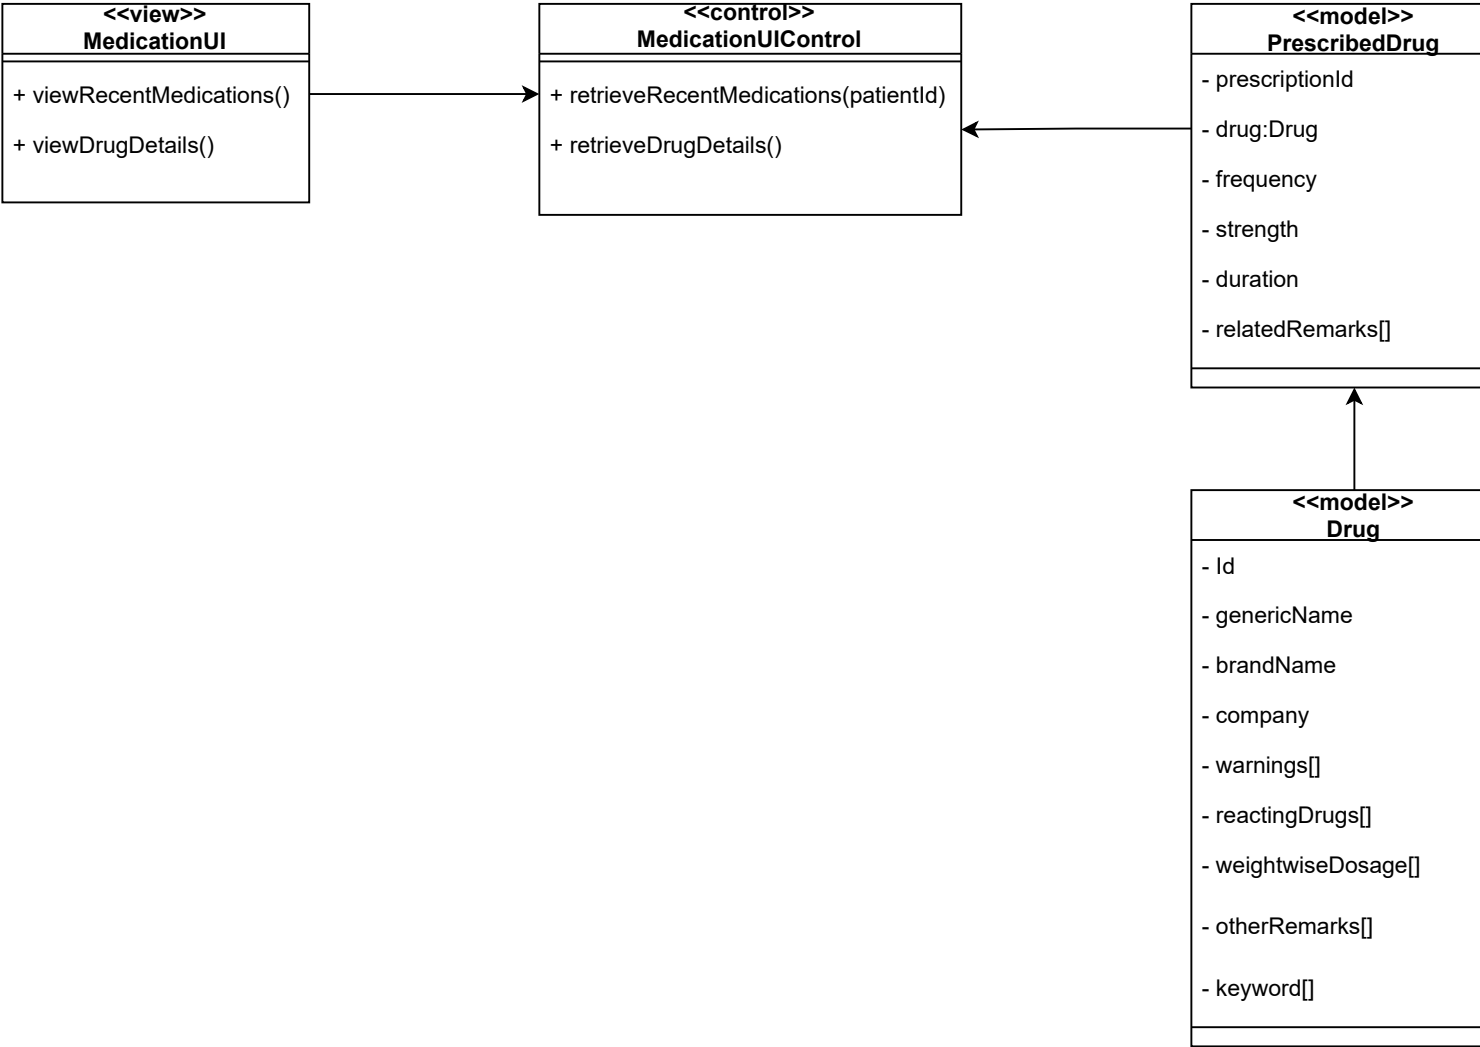 <<view>>
MedicationUI
+ viewRecentMedications()
+ viewDrugDetails()
<<control>>
MedicationUIControl
+ retrieveRecentMedications(patientId)
+ retrieveDrugDetails()
<<model>>
PrescribedDrug
- prescriptionId
- drug:Drug
- frequency
- strength
- duration
- relatedRemarks[]
<<model>>
Drug
- Id
- genericName
- brandName
- company
- warnings[]
- reactingDrugs[]
- weightwiseDosage[]
- otherRemarks[]
- keyword[]